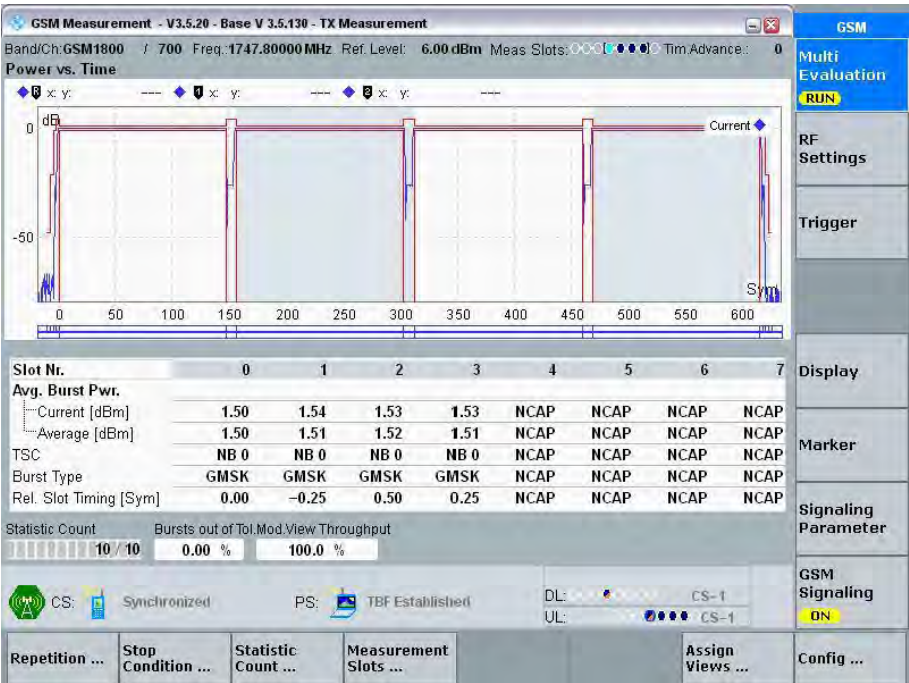 GSM Measurement - V3.5.20 - Base V 3.5.130 - TX Measurement
GSM
Band/Ch:GSM1800 / 700 Freq.:1747.80000 MHz Ref. Level: 6.00 dBm Meas Slots: Tim.Advance.: 0
Power vs. Time
Multi Evaluation
RUN
R x: y: --- 1 x: y: --- 2 x: y: ---
dB
Current
0
-50
Sym
0 50 100 150 200 250 300 350 400 450 500 550 600
RF Settings
Trigger
Slot Nr. 0 1 2 3 4 5 6 7
Avg. Burst Pwr.
Current [dBm] 1.50 1.54 1.53 1.53 NCAP NCAP NCAP NCAP
Average [dBm] 1.50 1.51 1.52 1.51 NCAP NCAP NCAP NCAP
TSC NB 0 NB 0 NB 0 NB 0 NCAP NCAP NCAP NCAP
Burst Type GMSK GMSK GMSK GMSK NCAP NCAP NCAP NCAP
Rel. Slot Timing [Sym] 0.00 -0.25 0.50 0.25 NCAP NCAP NCAP NCAP
Display
Marker
Signaling Parameter
Statistic Count Bursts out of Tol. Mod.View Throughput
10 / 10 0.00 % 100.0 %
CS: Synchronized PS: TBF Established DL: CS-1
UL: CS-1
GSM Signaling
ON
Repetition ...
Stop Condition ...
Statistic Count ...
Measurement Slots ...
Assign Views ...
Config ...